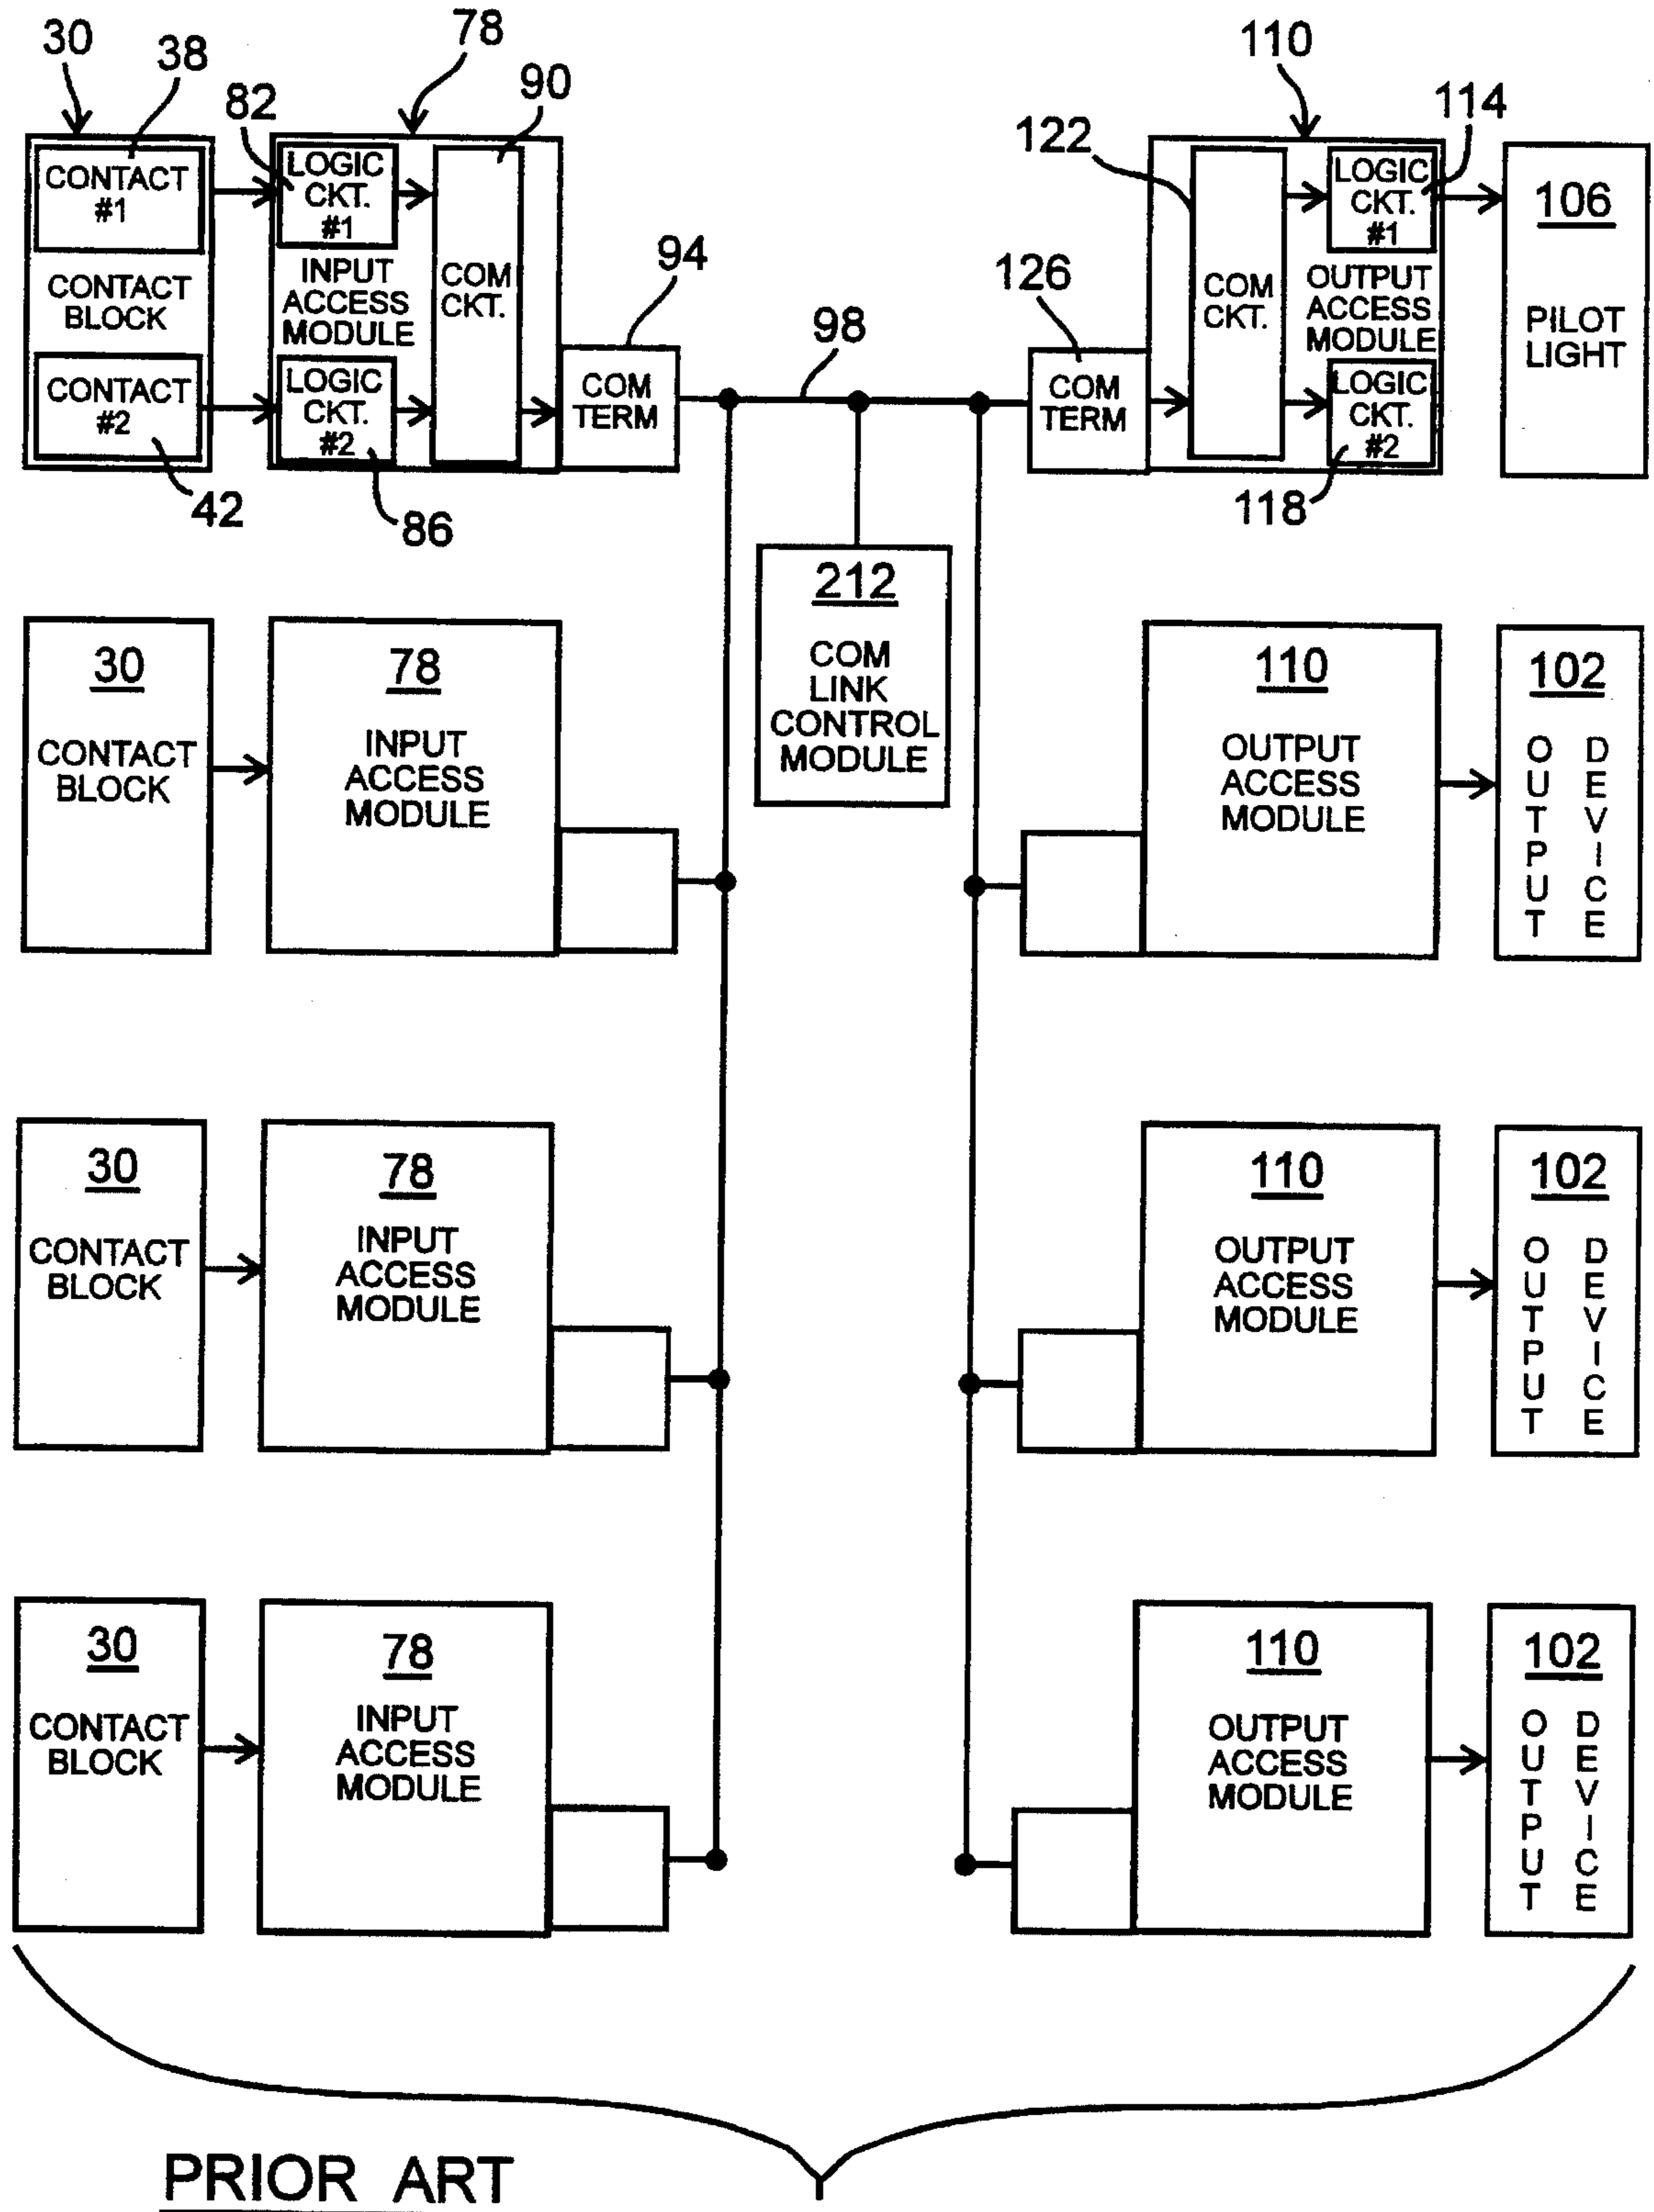 30
38
78
90
82
CONTACT
#1
CONTACT
BLOCK
CONTACT
#2
42
LOGIC
CKT.
#1
INPUT
ACCESS
MODULE
LOGIC
CKT.
#2
86
COM
CKT.
94
COM
TERM
98
110
114
122
126
COM
TERM
COM
CKT.
LOGIC
CKT.
#1
OUTPUT
ACCESS
MODULE
LOGIC
CKT.
#2
118
106
PILOT
LIGHT
212
COM
LINK
CONTROL
MODULE
30
CONTACT
BLOCK
78
INPUT
ACCESS
MODULE
110
OUTPUT
ACCESS
MODULE
102
OUTPUT
DEVICE
30
CONTACT
BLOCK
78
INPUT
ACCESS
MODULE
110
OUTPUT
ACCESS
MODULE
102
OUTPUT
DEVICE
30
CONTACT
BLOCK
78
INPUT
ACCESS
MODULE
110
OUTPUT
ACCESS
MODULE
102
OUTPUT
DEVICE
PRIOR ART